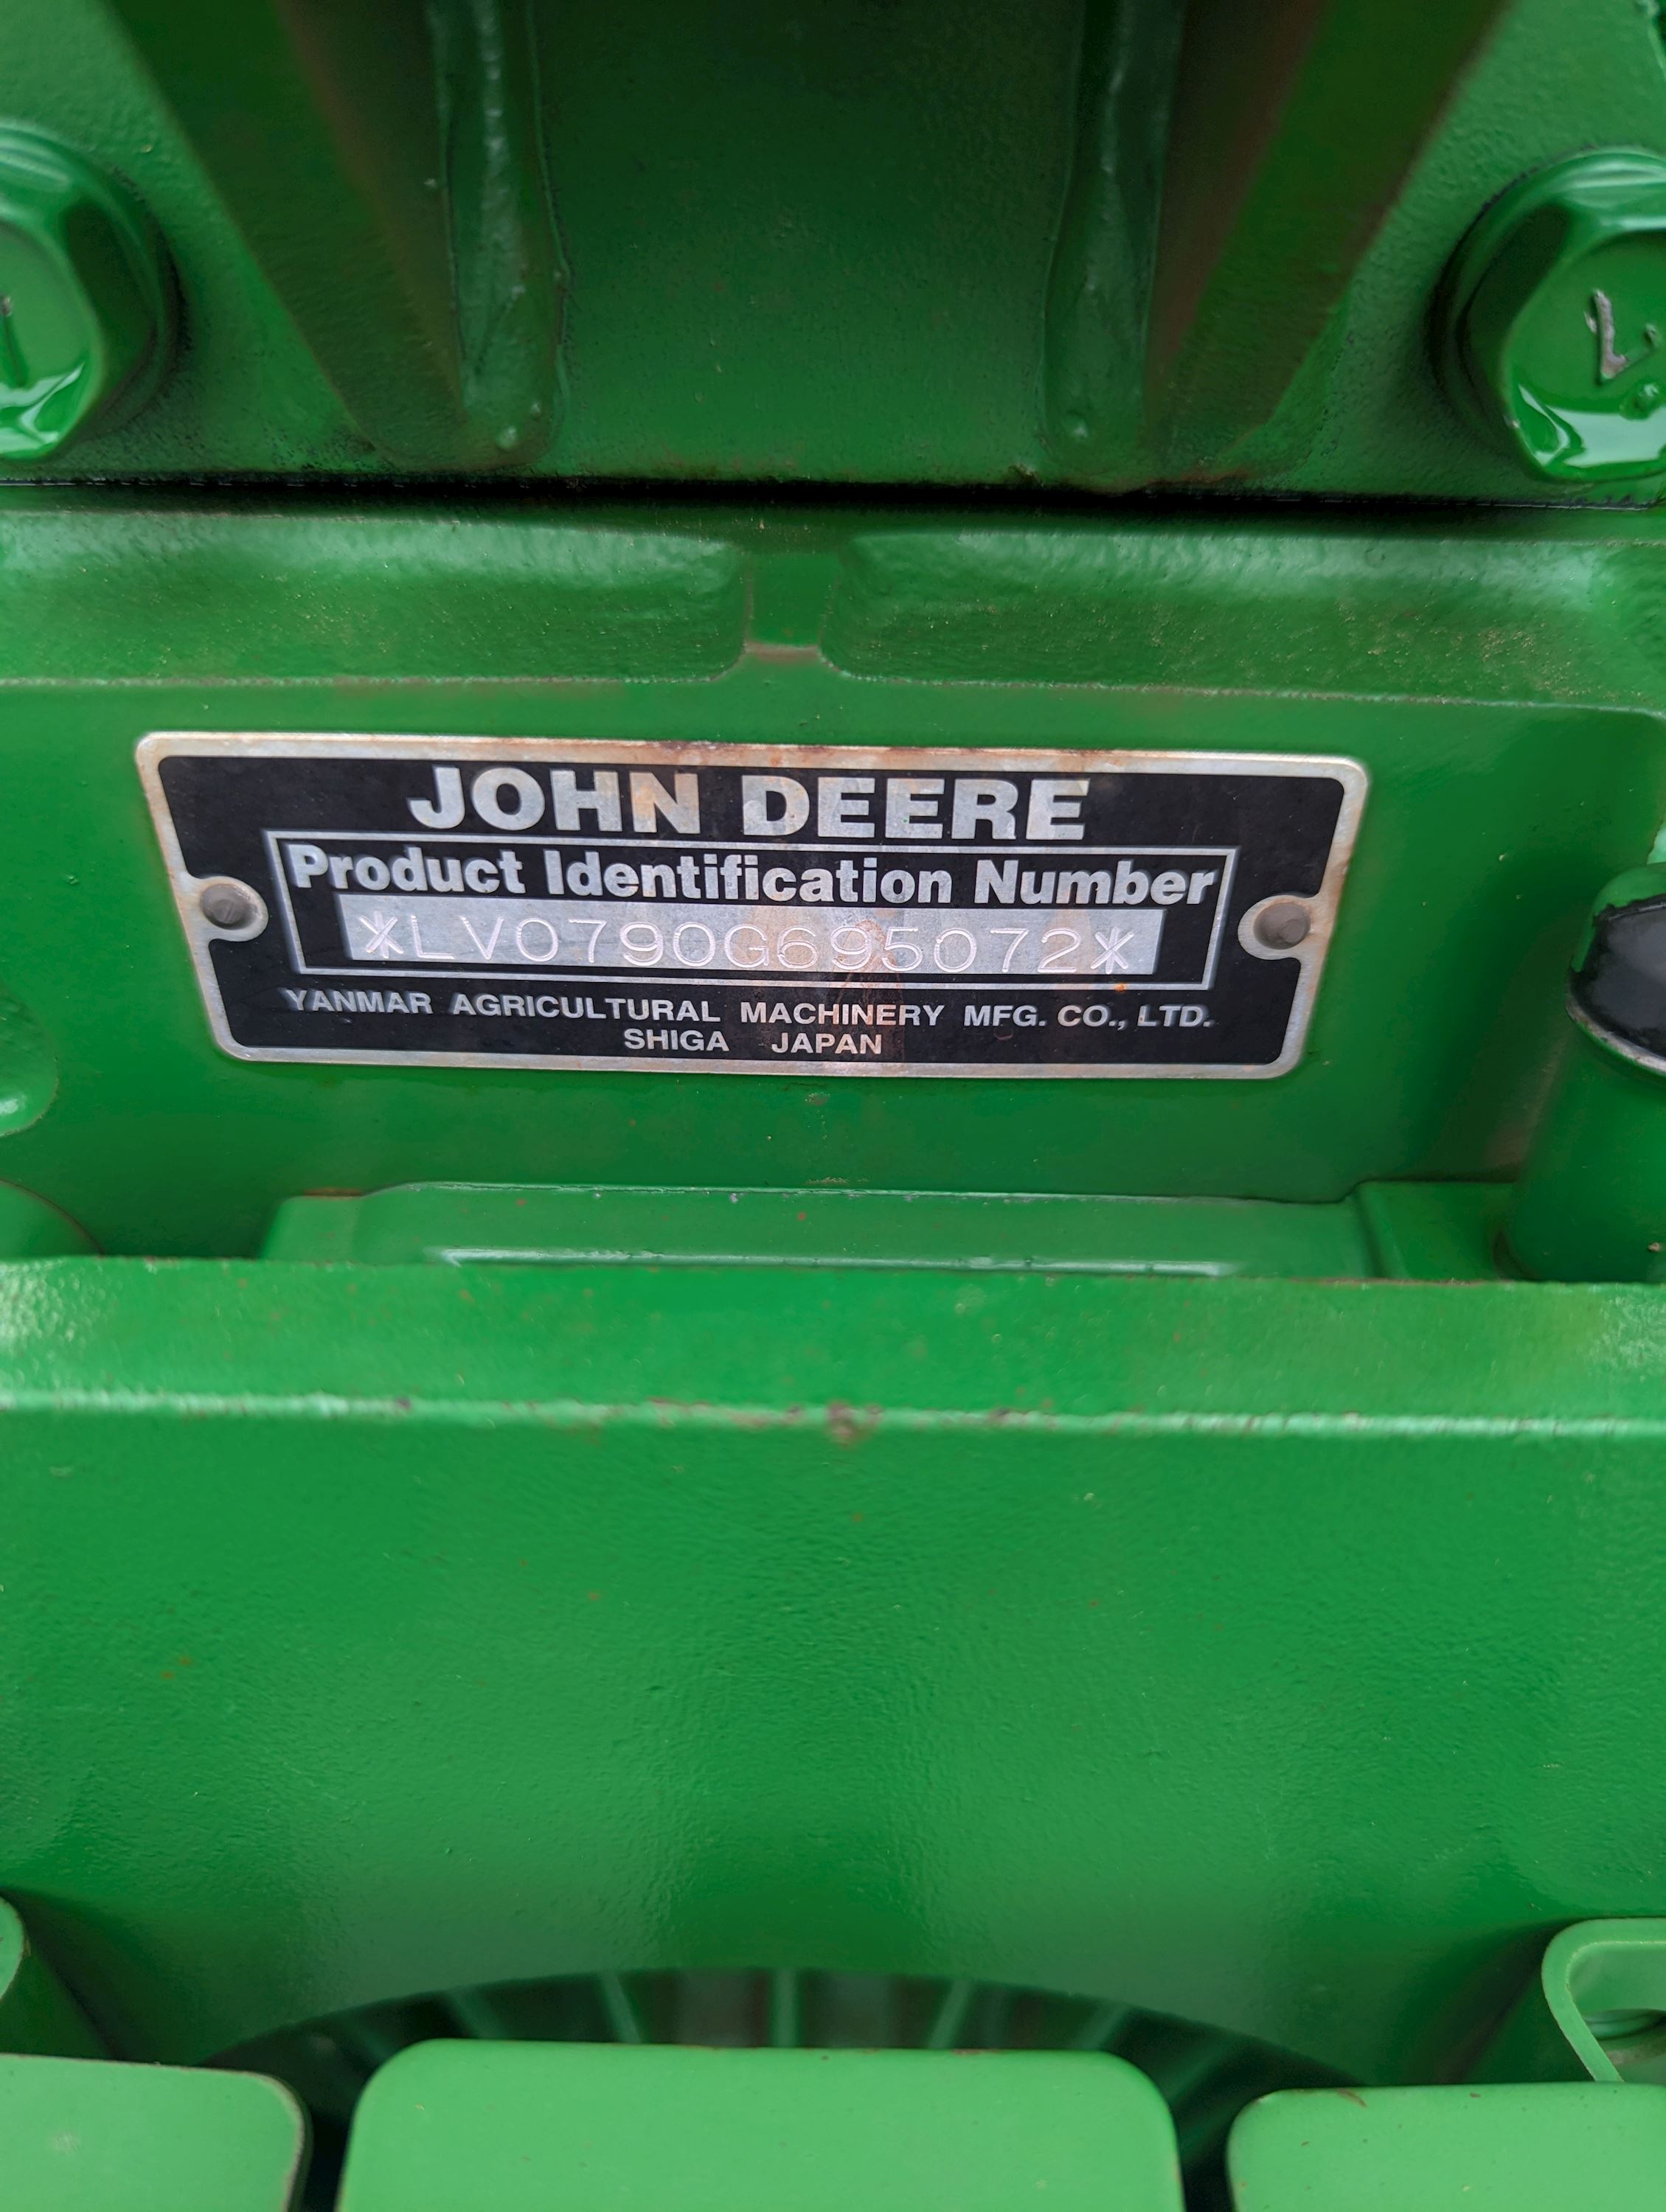 JOHN DEERE
Product Identification Number
*LV0790G695072*
YANMAR AGRICULTURAL MACHINERY MFG. CO., LTD.
SHIGA JAPAN